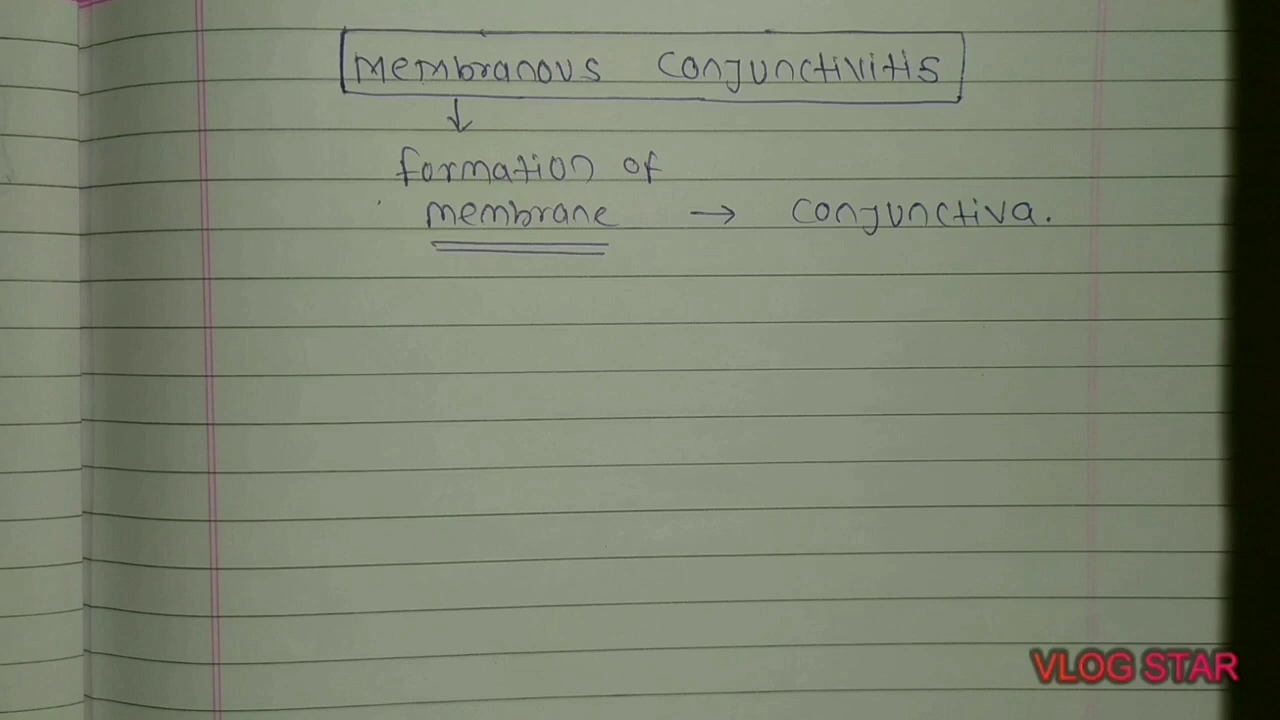 Membranous Conjunctivitis
↓
formation of
membrane → Conjunctiva.
VLOG STAR